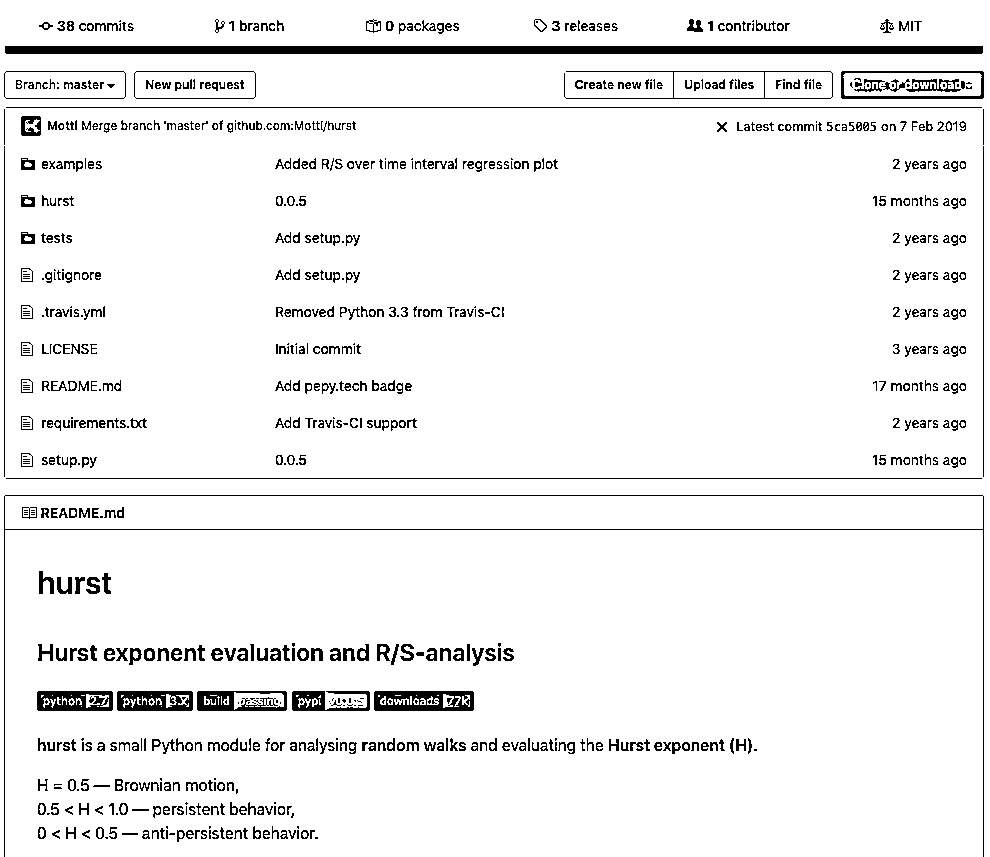 38 commits 1 branch 0 packages 3 releases 1 contributor MIT
Branch: master New pull request Create new file Upload files Find file Clone or download
Mottl Merge branch 'master' of github.com:Mottl/hurst Latest commit 5ca5005 on 7 Feb 2019
examples Added R/S over time interval regression plot 2 years ago
hurst 0.0.5 15 months ago
tests Add setup.py 2 years ago
.gitignore Add setup.py 2 years ago
.travis.yml Removed Python 3.3 from Travis-CI 2 years ago
LICENSE Initial commit 3 years ago
README.md Add pepy.tech badge 17 months ago
requirements.txt Add Travis-CI support 2 years ago
setup.py 0.0.5 15 months ago
README.md
hurst
Hurst exponent evaluation and R/S-analysis
python 2.7 python 3.X build passing pypi downloads 77k
hurst is a small Python module for analysing random walks and evaluating the Hurst exponent (H).
H = 0.5 — Brownian motion,
0.5 < H < 1.0 — persistent behavior,
0 < H < 0.5 — anti-persistent behavior.